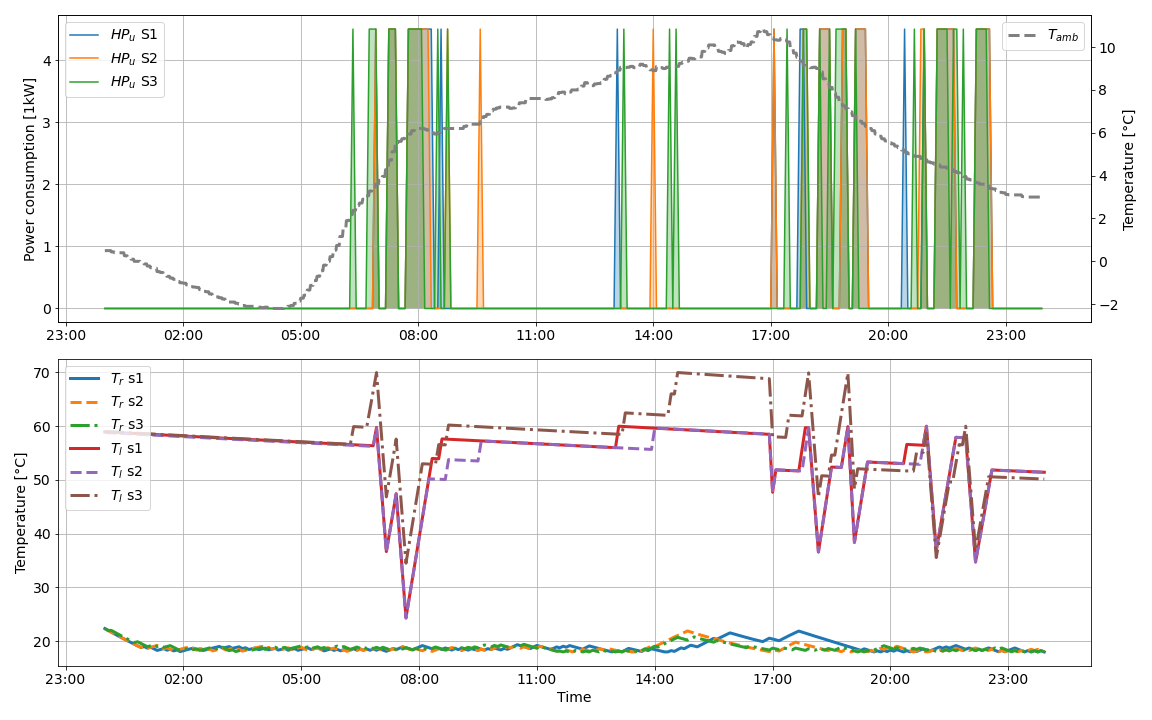 Power consumption [1kW]
4
3
2
1
0
HP_u S1
HP_u S2
HP_u S3
T_amb
10
8
6
4
2
0
−2
Temperature [°C]
23:00 02:00 05:00 08:00 11:00 14:00 17:00 20:00 23:00
Temperature [°C]
70
60
50
40
30
20
T_r s1
T_r s2
T_r s3
T_l s1
T_l s2
T_l s3
23:00 02:00 05:00 08:00 11:00 14:00 17:00 20:00 23:00
Time